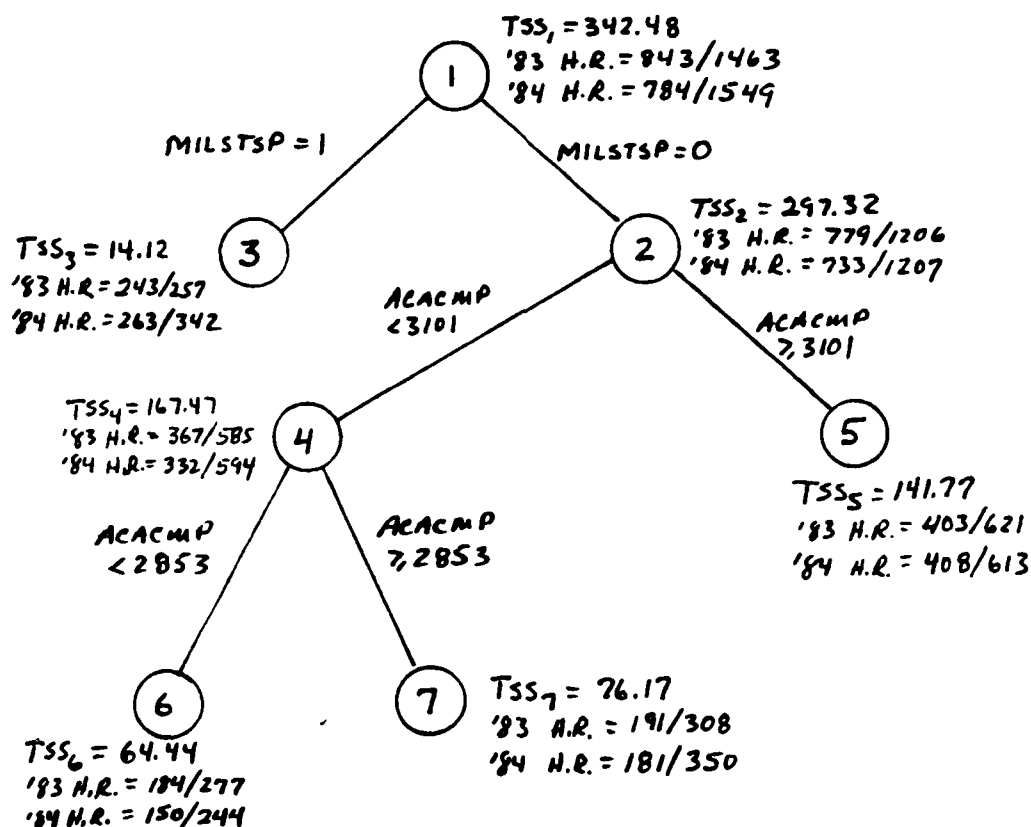 TSS₁ = 342.48
'83 H.R. = 843/1463
'84 H.R. = 784/1549
1
MILSTSP = 1
MILSTSP = 0
TSS₃ = 14.12
'83 H.R = 243/257
'84 H.R. = 263/342
3
2
TSS₂ = 297.32
'83 H.R. = 779/1206
'84 H.R. = 733/1207
ACACMP
< 3101
ACACMP
≥ 3101
TSS₄ = 167.47
'83 H.R. = 367/585
'84 H.R. = 332/594
4
5
TSS₅ = 141.77
'83 H.R. = 403/621
'84 H.R. = 408/613
ACACMP
< 2853
ACACMP
≥ 2853
6
7
TSS₇ = 76.17
'83 H.R. = 191/308
'84 H.R. = 181/350
TSS₆ = 64.44
'83 H.R. = 184/277
'84 H.R. = 150/244